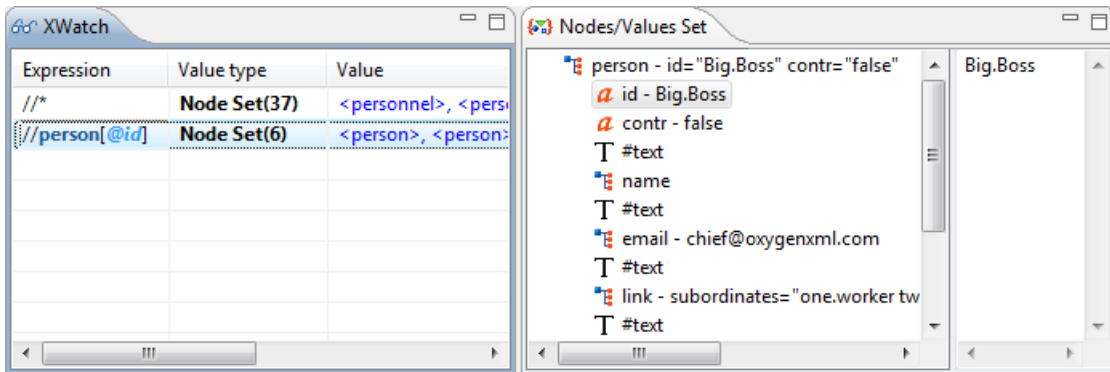 XWatch
Expression Value type Value
//* Node Set(37) <personnel>, <pers
//person[@id] Node Set(6) <person>, <person>
Nodes/Values Set
person - id="Big.Boss" contr="false"
a id - Big.Boss
a contr - false
T #text
name
T #text
email - chief@oxygenxml.com
T #text
link - subordinates="one.worker tw
T #text
Big.Boss